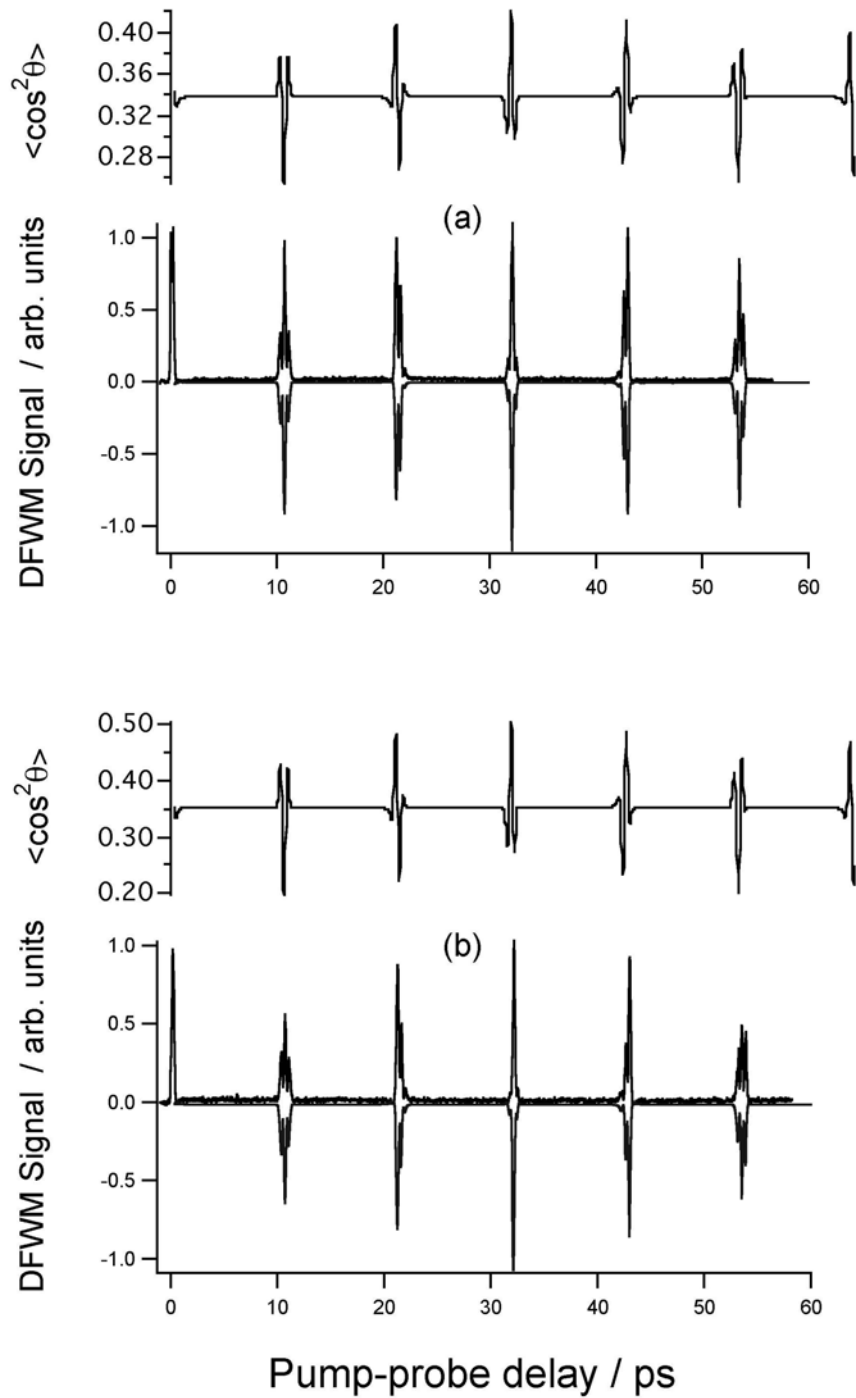 0.40
0.36
0.32
0.28
<cos²θ>
(a)
1.0
0.5
0.0
-0.5
-1.0
DFWM Signal / arb. units
0 10 20 30 40 50 60
0.50
0.40
0.30
0.20
<cos²θ>
(b)
1.0
0.5
0.0
-0.5
-1.0
DFWM Signal / arb. units
0 10 20 30 40 50 60
Pump-probe delay / ps